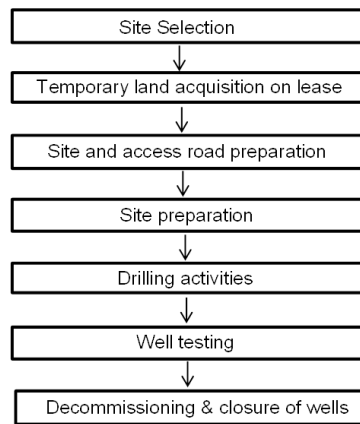 Site Selection
Temporary land acquisition on lease
Site and access road preparation
Site preparation
Drilling activities
Well testing
Decommissioning & closure of wells